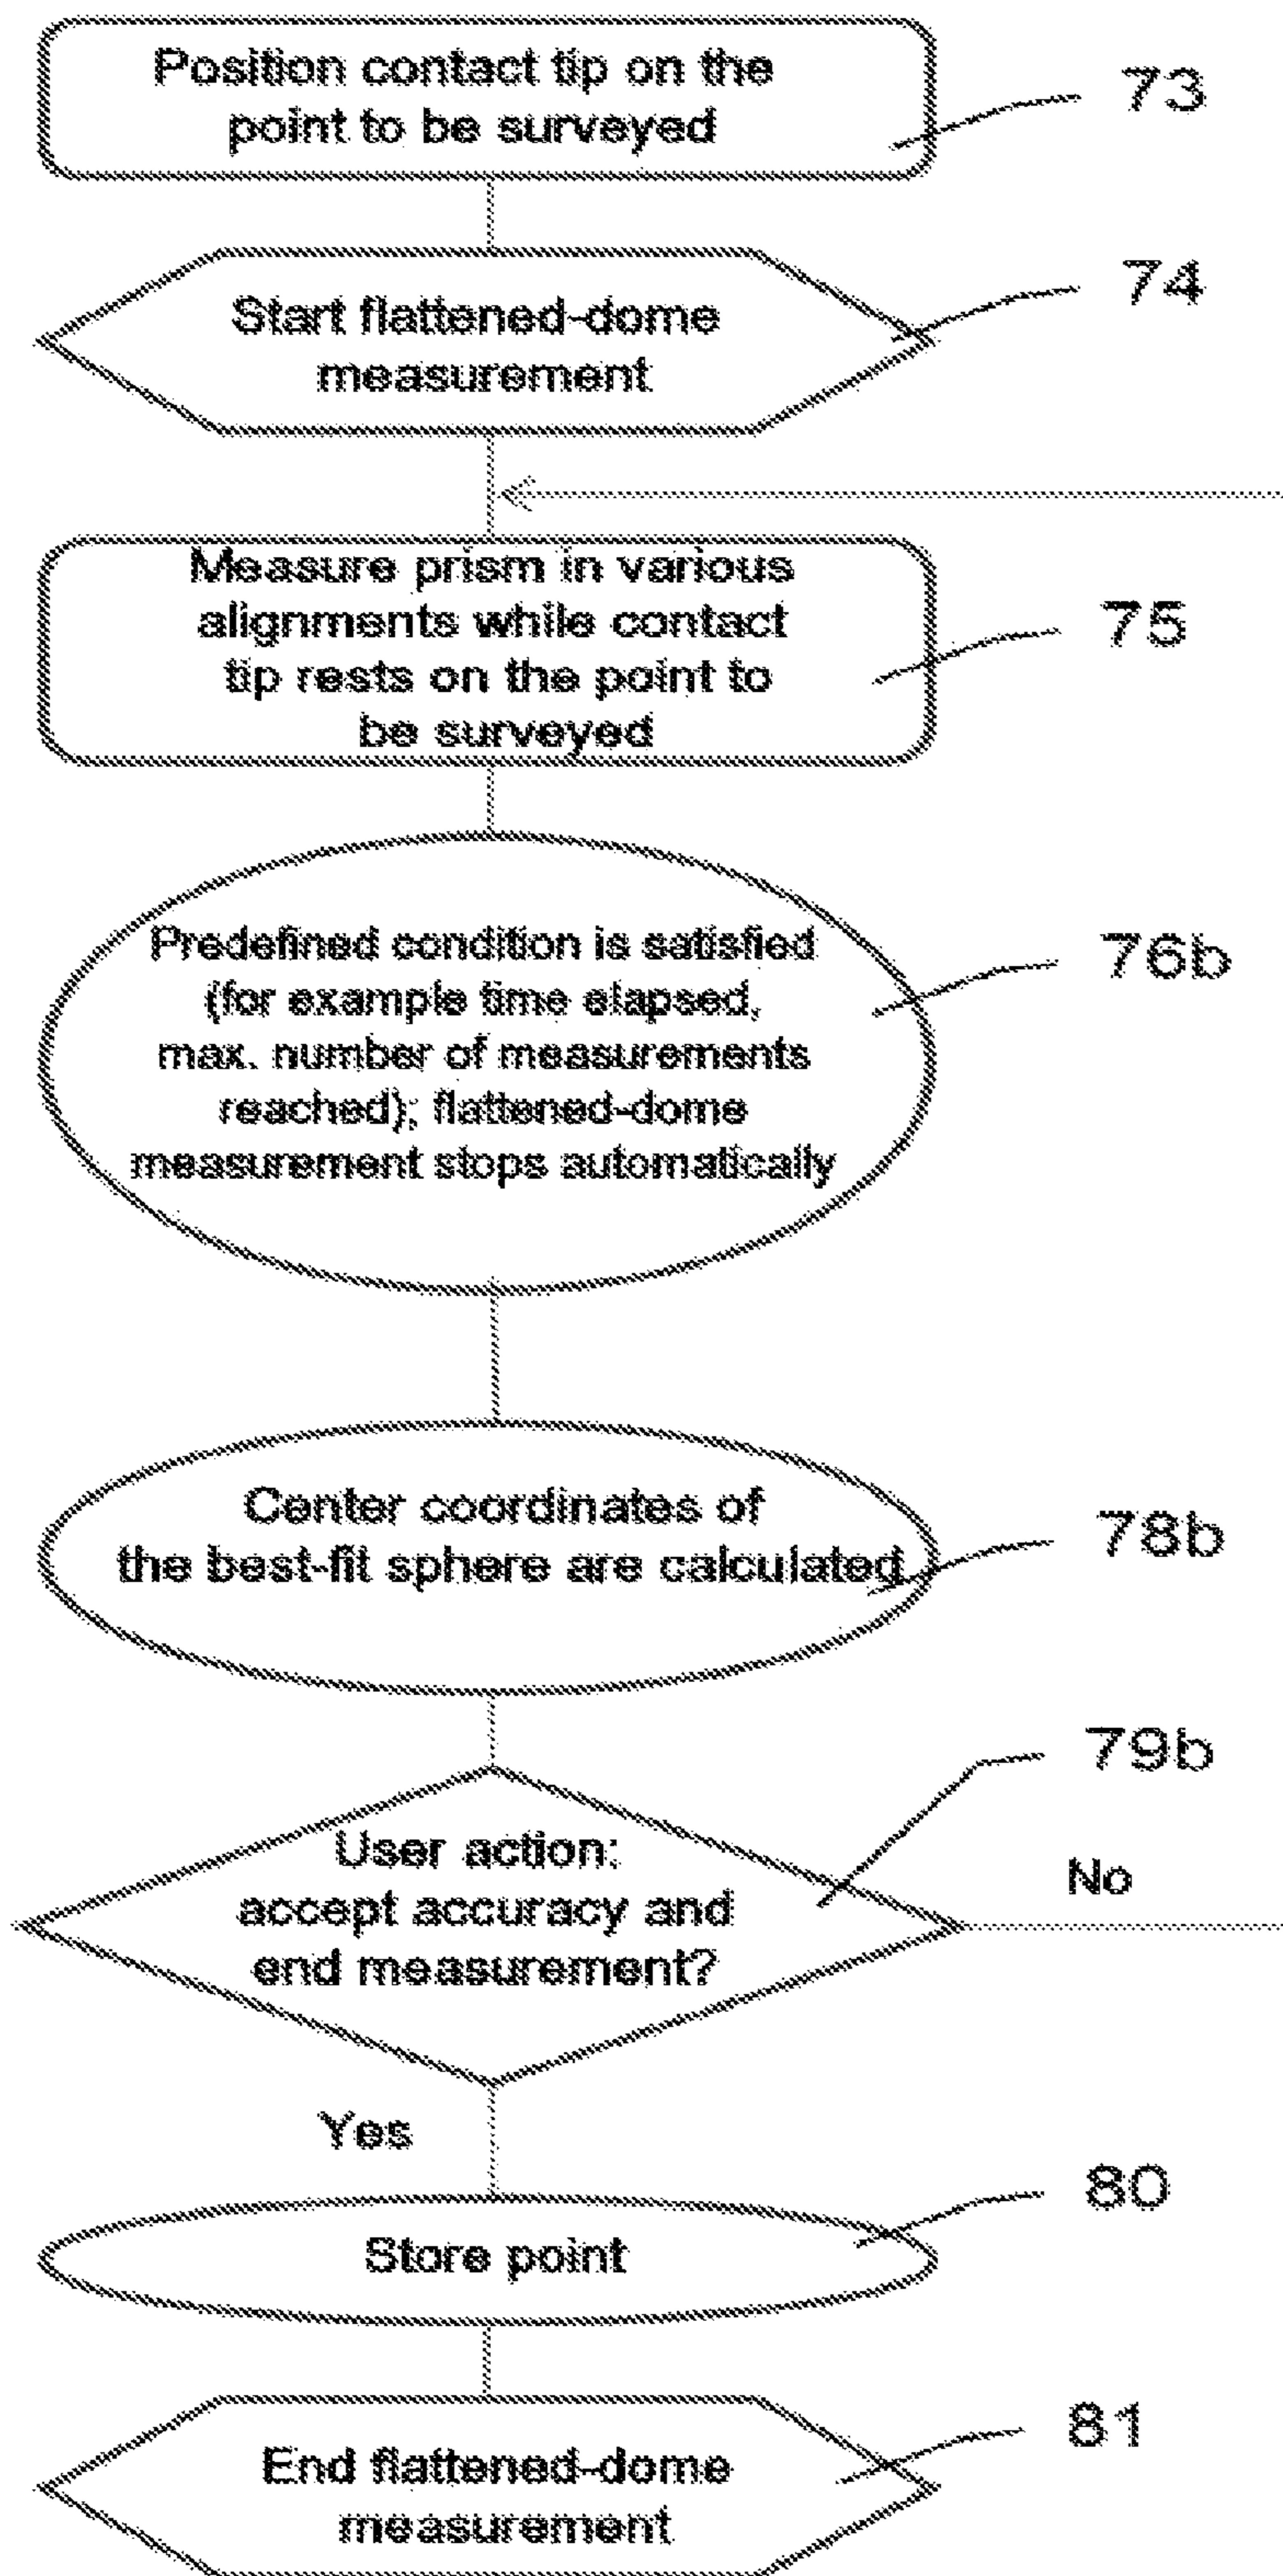 Position contact tip on the
point to be surveyed
73
Start flattened-dome
measurement
74
Measure prism in various
alignments while contact
tip rests on the point to
be surveyed
75
Predefined condition is satisfied
(for example time elapsed,
max. number of measurements
reached); flattened-dome
measurement stops automatically
76b
Center coordinates of
the best-fit sphere are calculated
78b
User action:
accept accuracy and
end measurement?
79b
No
Yes
Store point
80
End flattened-dome
measurement
81